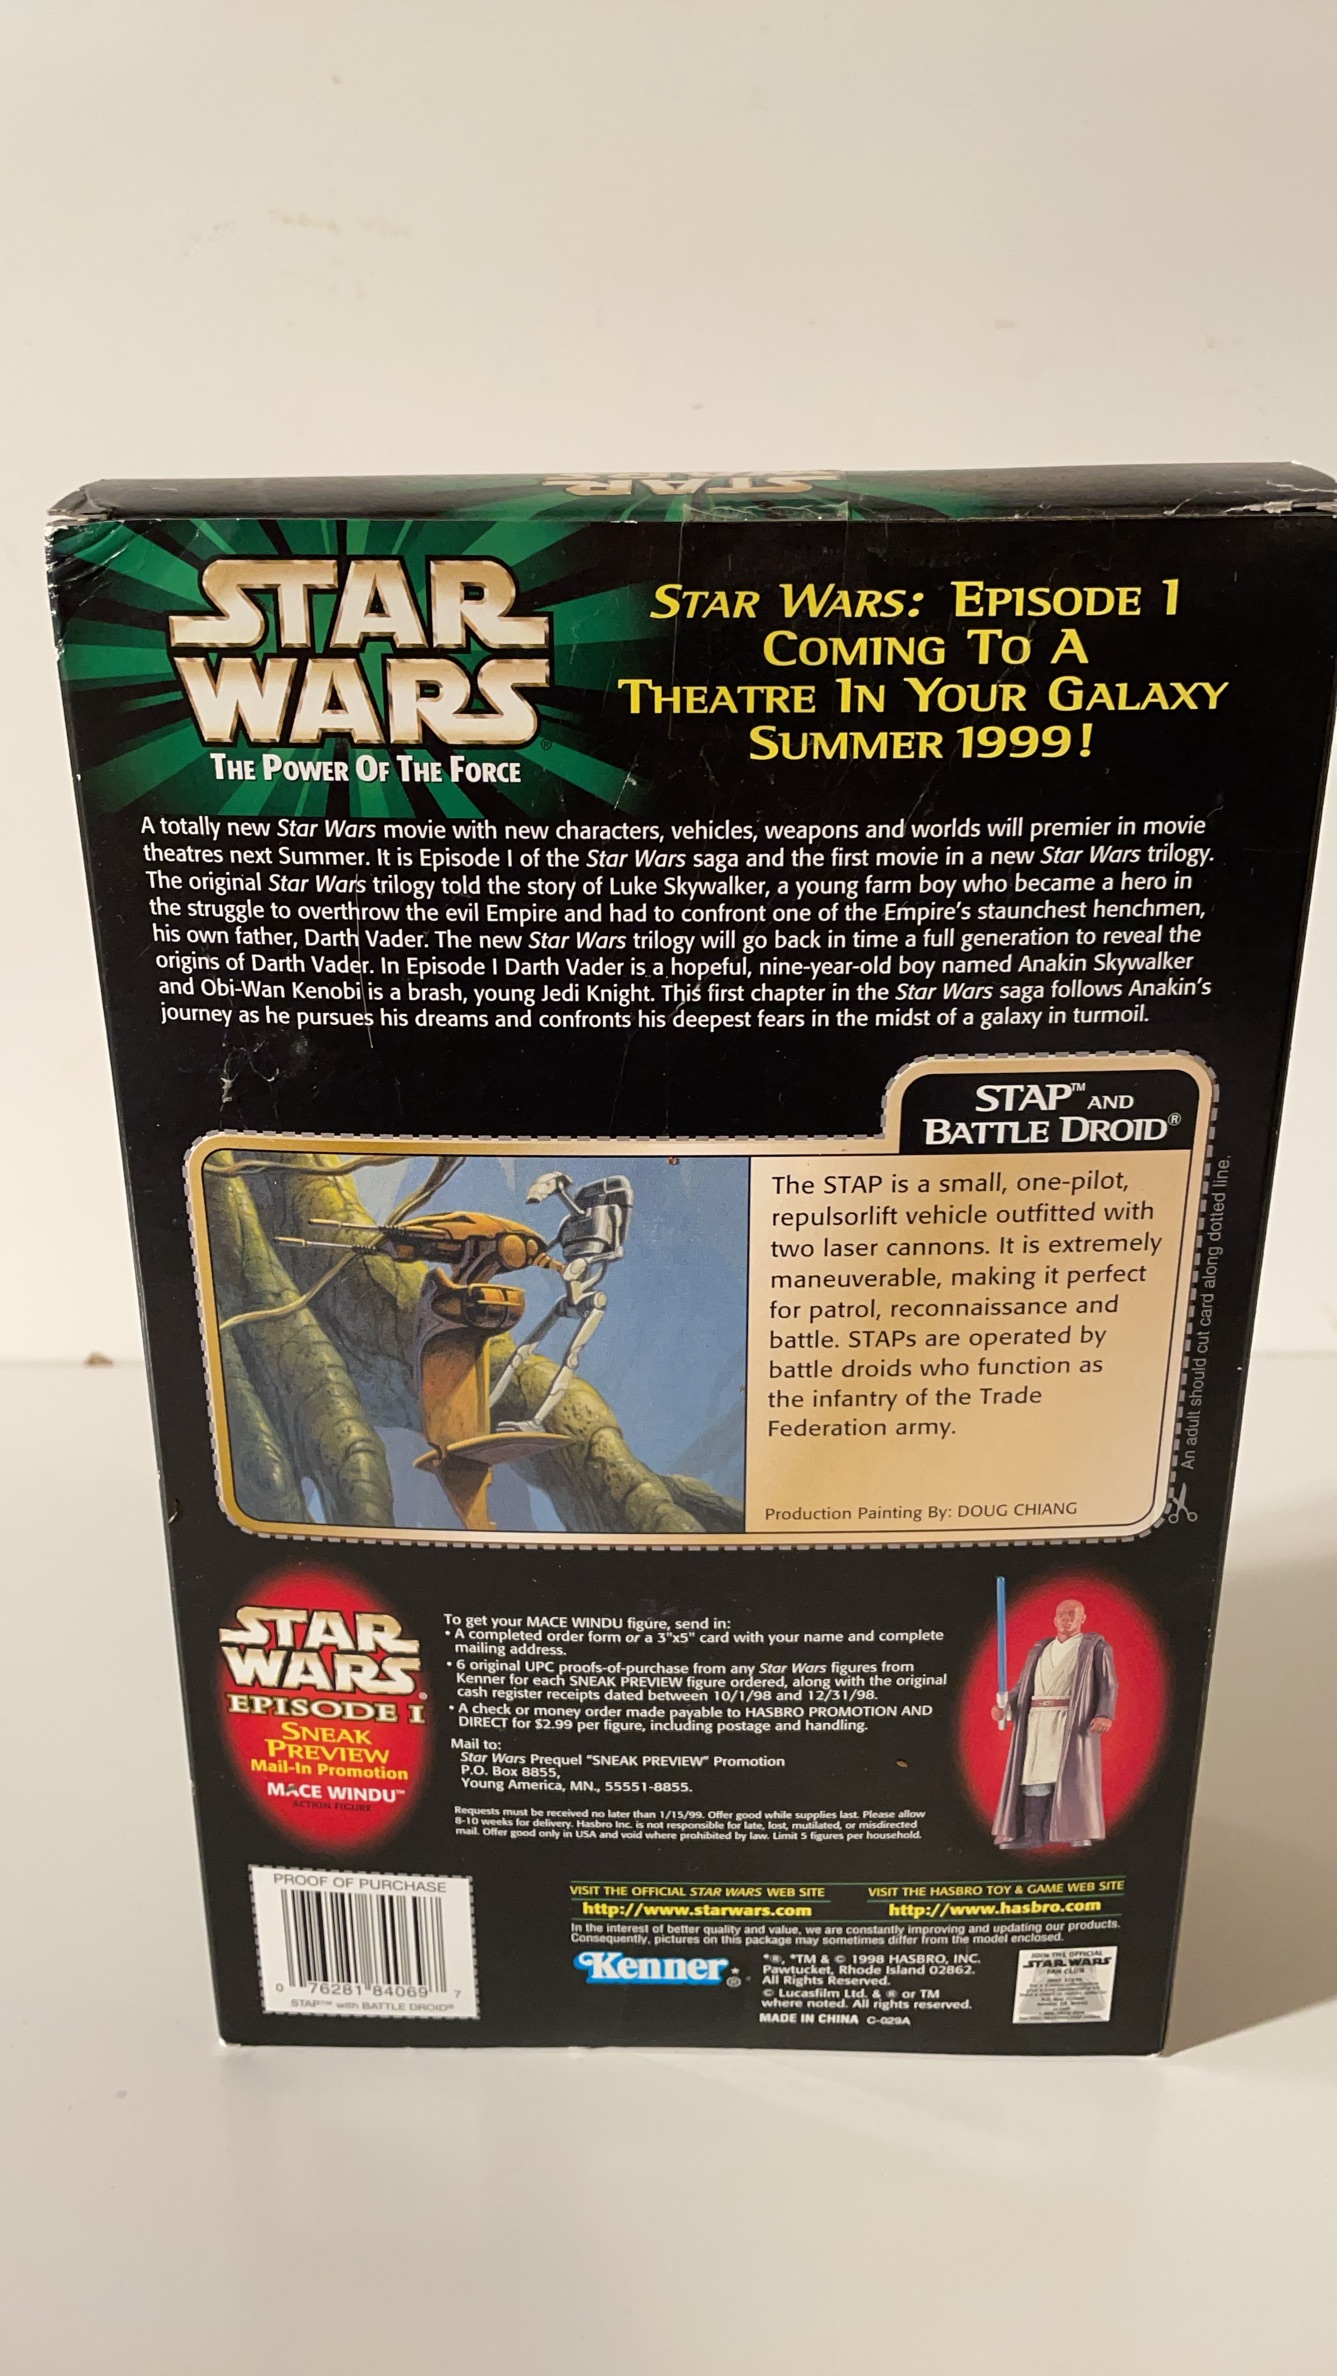 STAR
WARS
STAR
WARS®
THE POWER OF THE FORCE
STAR WARS: EPISODE 1
COMING TO A
THEATRE IN YOUR GALAXY
SUMMER 1999!
A totally new Star Wars movie with new characters, vehicles, weapons and worlds will premier in movie
theatres next Summer. It is Episode I of the Star Wars saga and the first movie in a new Star Wars trilogy.
The original Star Wars trilogy told the story of Luke Skywalker, a young farm boy who became a hero in
the struggle to overthrow the evil Empire and had to confront one of the Empire's staunchest henchmen,
his own father, Darth Vader. The new Star Wars trilogy will go back in time a full generation to reveal the
origins of Darth Vader. In Episode I Darth Vader is a hopeful, nine-year-old boy named Anakin Skywalker
and Obi-Wan Kenobi is a brash, young Jedi Knight. This first chapter in the Star Wars saga follows Anakin's
journey as he pursues his dreams and confronts his deepest fears in the midst of a galaxy in turmoil.
STAP™ AND
BATTLE DROID®
The STAP is a small, one-pilot,
repulsorlift vehicle outfitted with
two laser cannons. It is extremely
maneuverable, making it perfect
for patrol, reconnaissance and
battle. STAPs are operated by
battle droids who function as
the infantry of the Trade
Federation army.
Production Painting By: DOUG CHIANG
An adult should cut card along dotted line.
STAR
WARS®
EPISODE I
SNEAK
PREVIEW
Mail-In Promotion
MACE WINDU™
ACTION FIGURE
To get your MACE WINDU figure, send in:
• A completed order form or a 3"x5" card with your name and complete
mailing address.
• 6 original UPC proofs-of-purchase from any Star Wars figures from
Kenner for each SNEAK PREVIEW figure ordered, along with the original
cash register receipts dated between 10/1/98 and 12/31/98.
• A check or money order made payable to HASBRO PROMOTION AND
DIRECT for $2.99 per figure, including postage and handling.
Mail to:
Star Wars Prequel "SNEAK PREVIEW" Promotion
P.O. Box 8855,
Young America, MN., 55551-8855.
Requests must be received no later than 1/15/99. Offer good while supplies last. Please allow
8-10 weeks for delivery. Hasbro Inc. is not responsible for late, lost, mutilated, or misdirected
mail. Offer good only in USA and void where prohibited by law. Limit 5 figures per household.
PROOF OF PURCHASE
0 76281 84069 7
STAP™ with BATTLE DROID®
VISIT THE OFFICIAL STAR WARS WEB SITE
http://www.starwars.com
VISIT THE HASBRO TOY & GAME WEB SITE
http://www.hasbro.com
In the interest of better quality and value, we are constantly improving and updating our products.
Consequently, pictures on this package may sometimes differ from the model enclosed.
Kenner®
*®, *TM & © 1998 HASBRO, INC.
Pawtucket, Rhode Island 02862.
All Rights Reserved.
© Lucasfilm Ltd. & ® or TM
where noted. All rights reserved.
MADE IN CHINA C-029A
JOIN THE OFFICIAL
STAR WARS
FAN CLUB